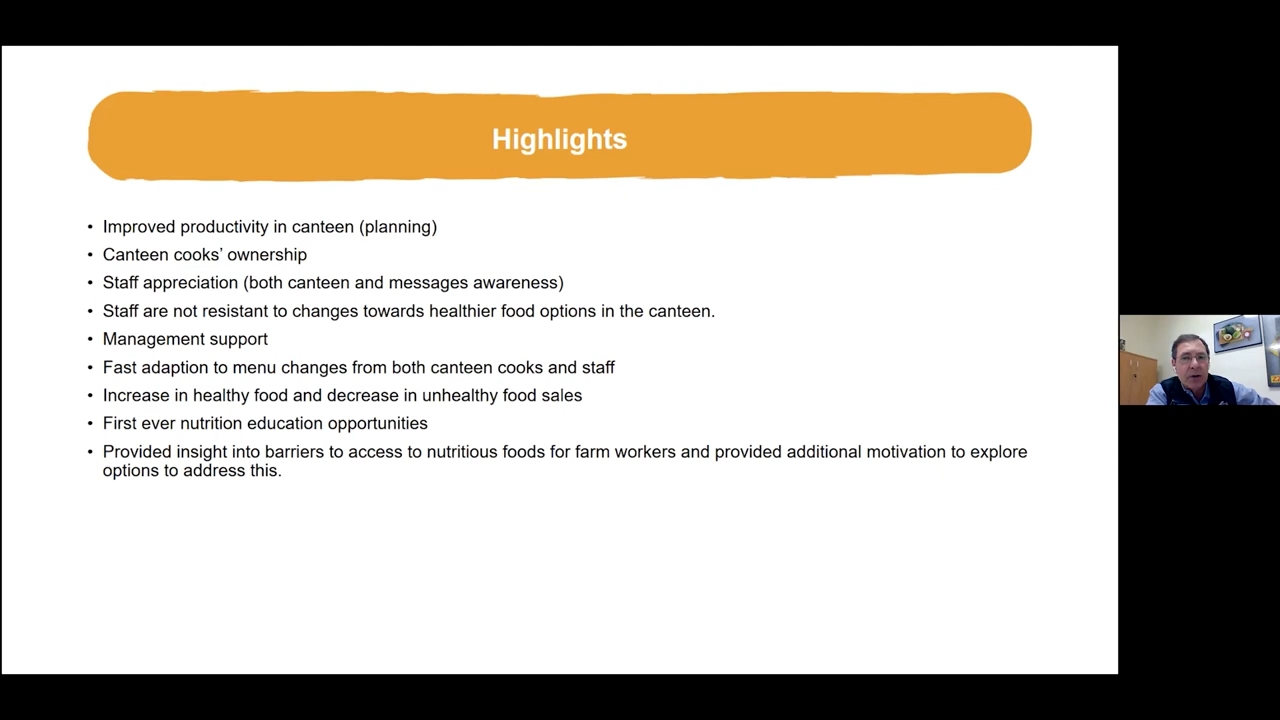 Highlights
• Improved productivity in canteen (planning)
• Canteen cooks’ ownership
• Staff appreciation (both canteen and messages awareness)
• Staff are not resistant to changes towards healthier food options in the canteen.
• Management support
• Fast adaption to menu changes from both canteen cooks and staff
• Increase in healthy food and decrease in unhealthy food sales
• First ever nutrition education opportunities
• Provided insight into barriers to access to nutritious foods for farm workers and provided additional motivation to explore
options to address this.